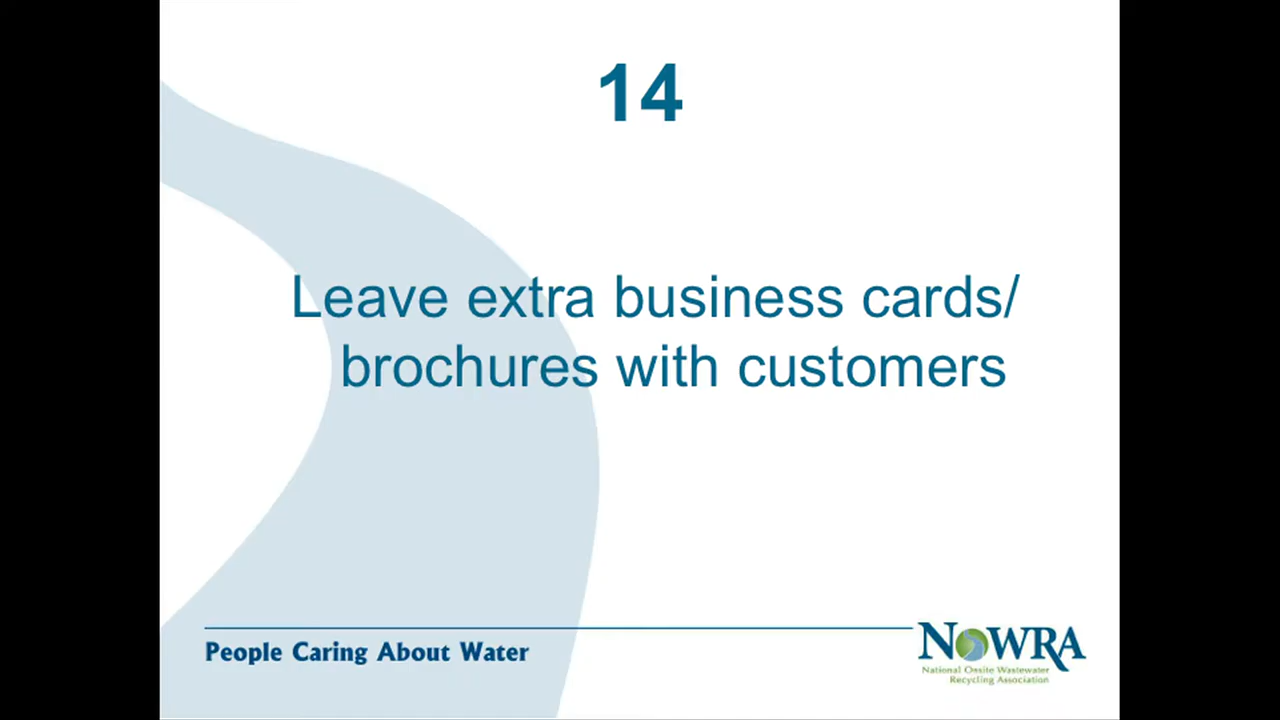 14
Leave extra business cards/
brochures with customers
People Caring About Water
NOWRA
National Onsite Wastewater
Recycling Association